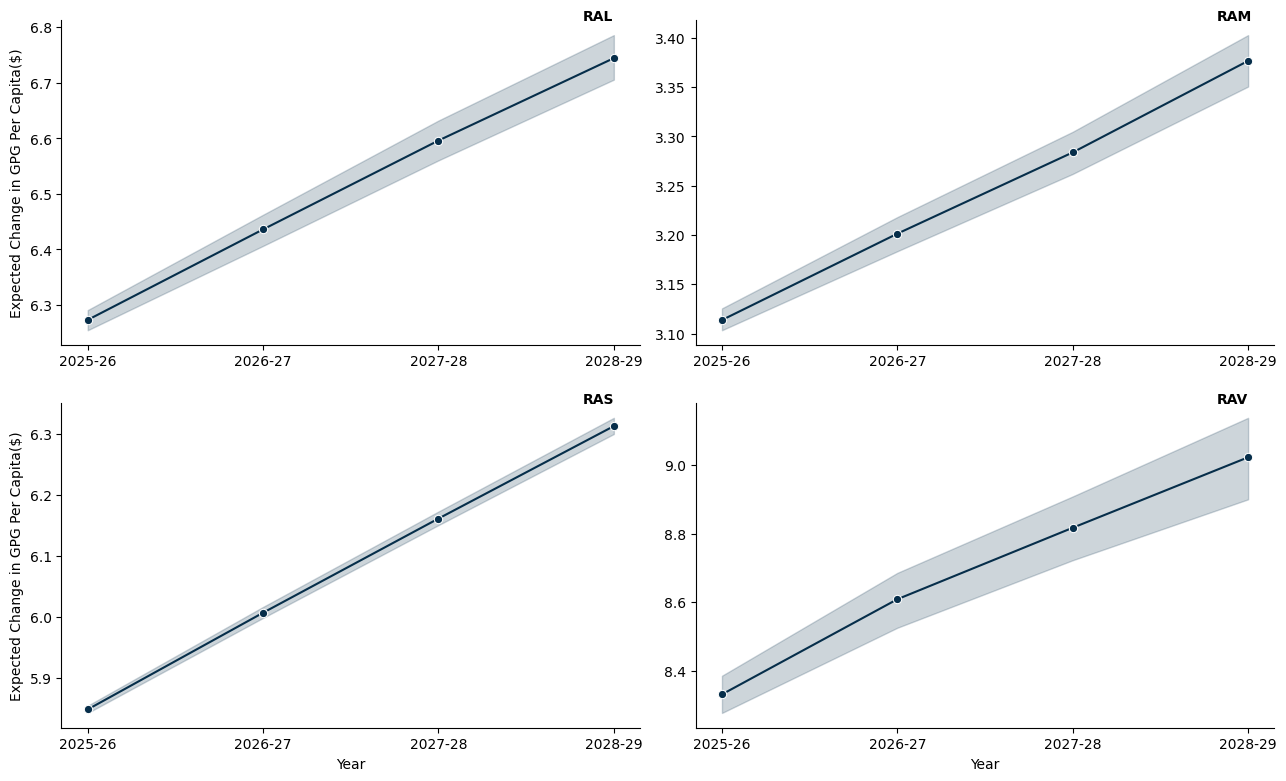 RAL
Expected Change in GPG Per Capita($)
6.8
6.7
6.6
6.5
6.4
6.3
2025-26 2026-27 2027-28 2028-29
RAM
3.40
3.35
3.30
3.25
3.20
3.15
3.10
2025-26 2026-27 2027-28 2028-29
RAS
Expected Change in GPG Per Capita($)
6.3
6.2
6.1
6.0
5.9
2025-26 2026-27 2027-28 2028-29
Year
RAV
9.0
8.8
8.6
8.4
2025-26 2026-27 2027-28 2028-29
Year